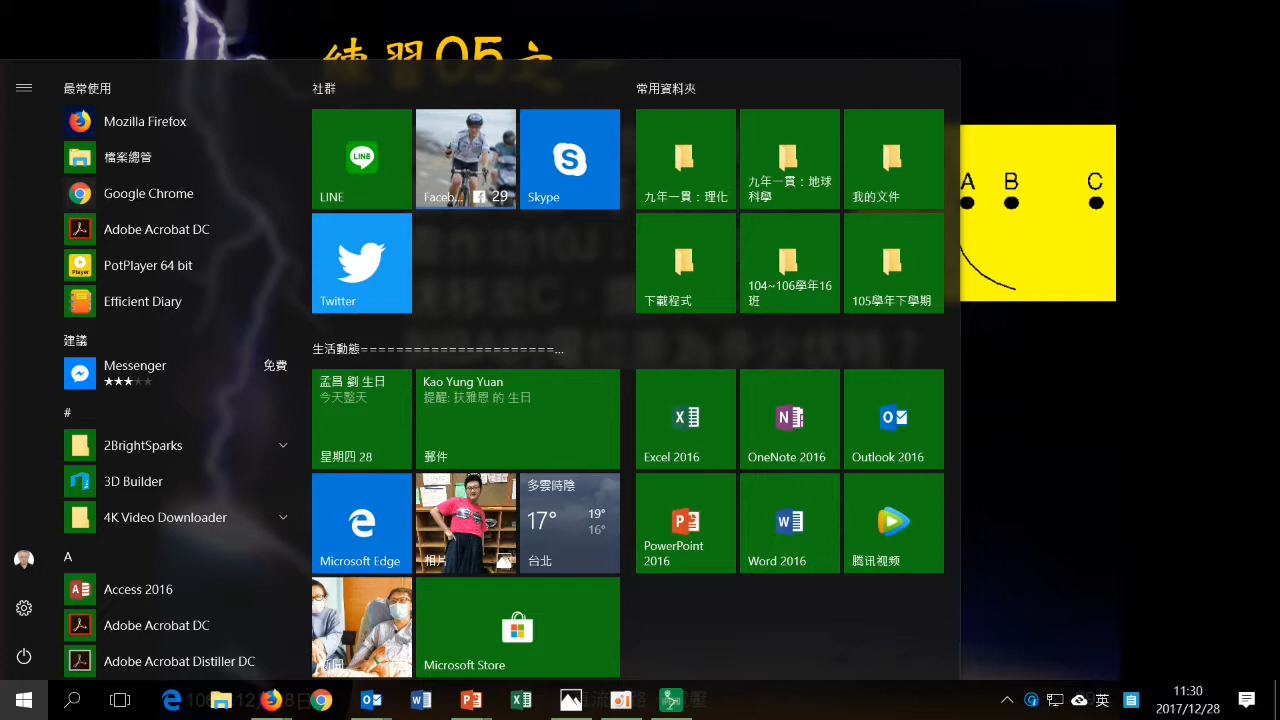 練習05之一
最常使用
Mozilla Firefox
檔案總管
Google Chrome
Adobe Acrobat DC
PotPlayer 64 bit
Efficient Diary
建議
Messenger
免費
#
2BrightSparks
3D Builder
4K Video Downloader
A
Access 2016
Adobe Acrobat DC
Adobe Acrobat Distiller DC
社群
LINE
Faceb...
29
Skype
Twitter
生活動態======================...
孟昌 劉 生日
今天整天
星期四 28
Kao Yung Yuan
提醒: 扶雅恩 的 生日
郵件
Microsoft Edge
相片
多雲時陰
17°
19°
16°
台北
Microsoft Store
常用資料夾
九年一貫：理化
九年一貫：地球
科學
我的文件
下載程式
104~106學年16
班
105學年下學期
Excel 2016
OneNote 2016
Outlook 2016
PowerPoint
2016
Word 2016
腾讯视频
A B C
英
11:30
2017/12/28